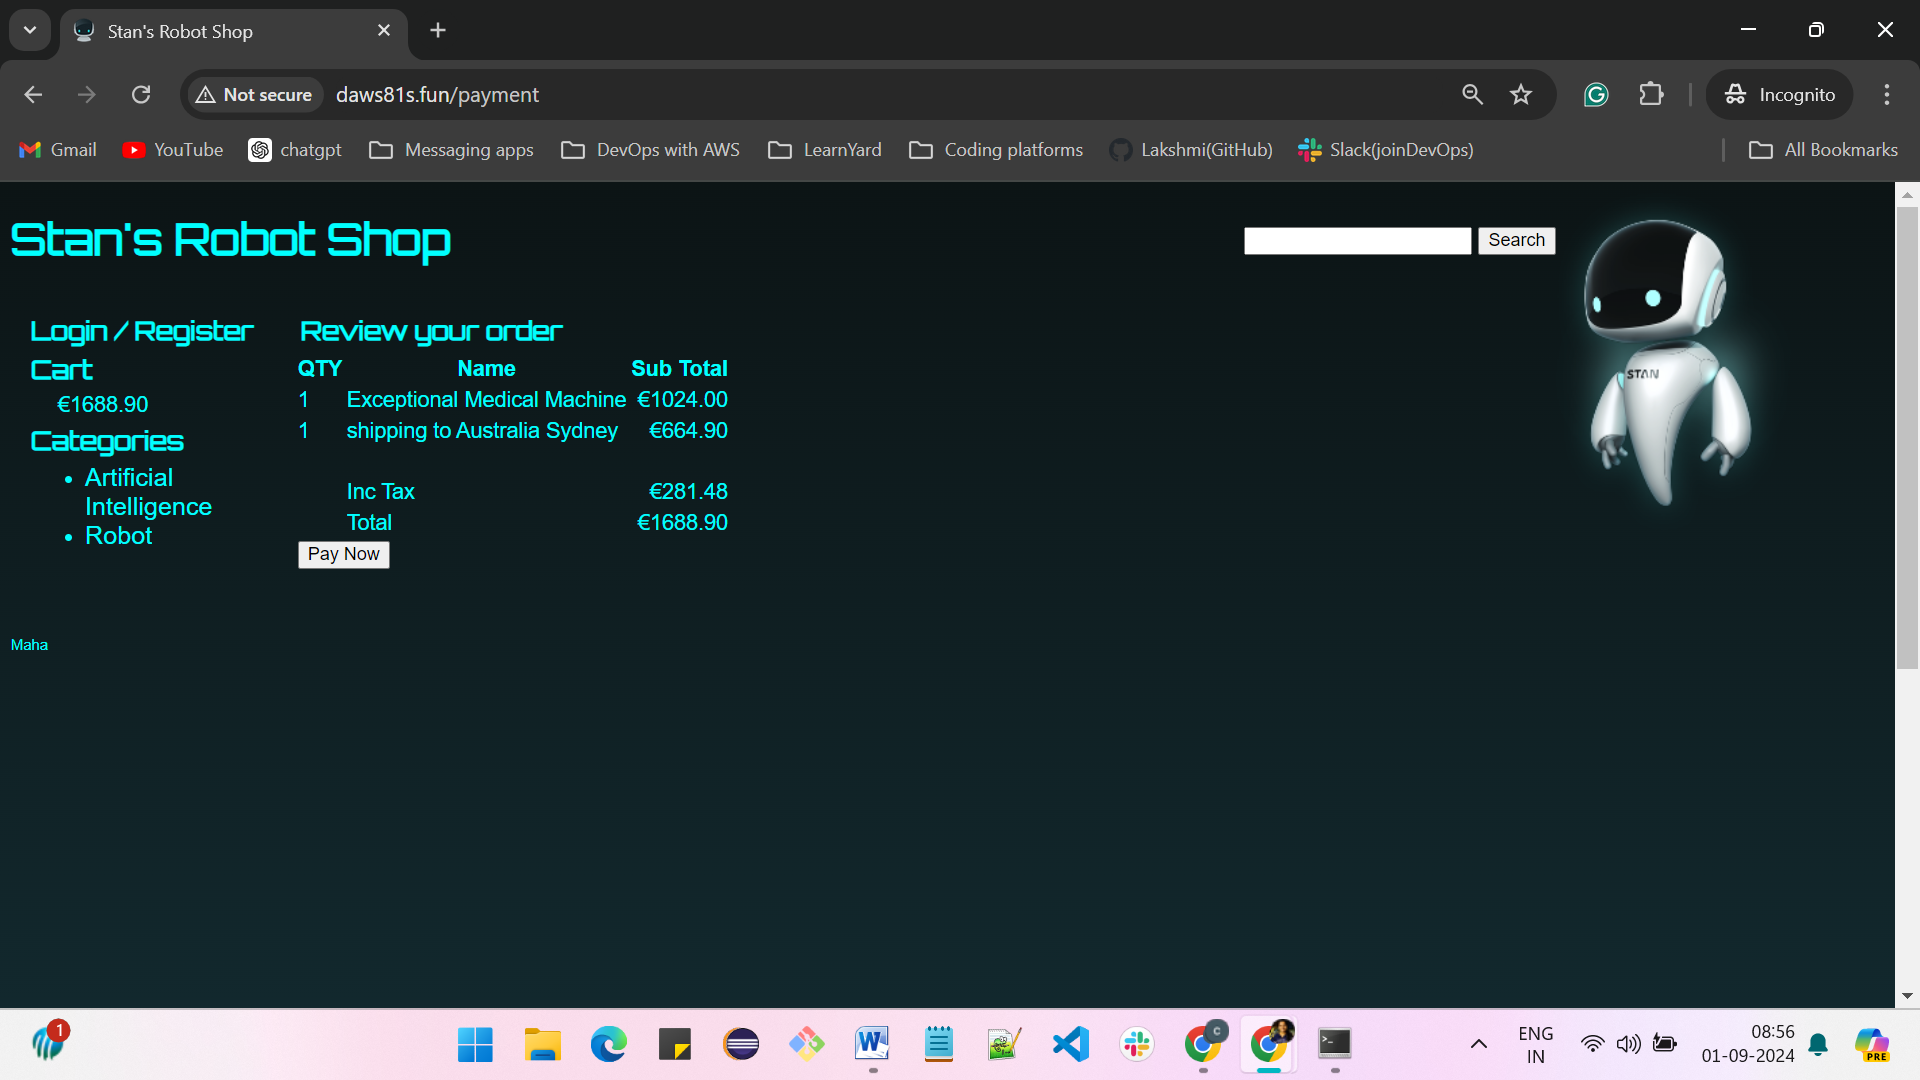 Stan's Robot Shop
Not secure
daws81s.fun/payment
Incognito
Gmail
YouTube
chatgpt
Messaging apps
DevOps with AWS
LearnYard
Coding platforms
Lakshmi(GitHub)
Slack(joinDevOps)
All Bookmarks
Stan's Robot Shop
Search
STAN
Login / Register
Cart
€1688.90
Categories
• Artificial
Intelligence
• Robot
Review your order
QTY Name Sub Total
1 Exceptional Medical Machine €1024.00
1 shipping to Australia Sydney €664.90
Inc Tax €281.48
Total €1688.90
Pay Now
Maha
1
C
ENG
IN
08:56
01-09-2024
PRE